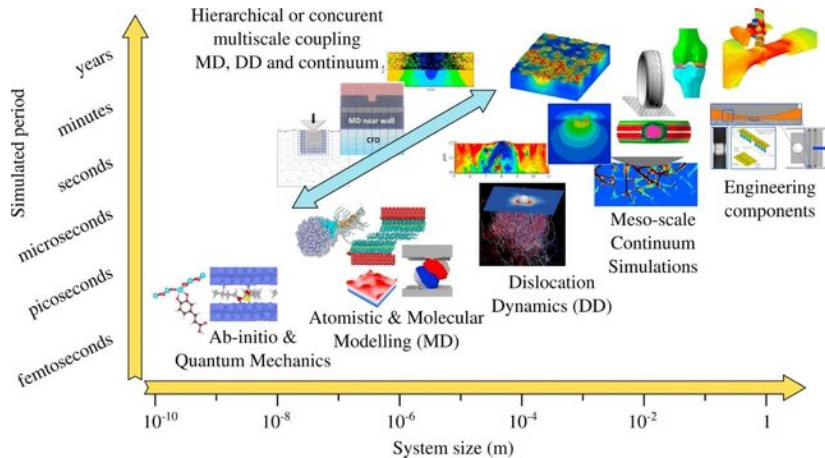 Hierarchical or concurent
multiscale coupling
MD, DD and continuum
years
minutes
seconds
microseconds
picoseconds
femtoseconds
Simulated period
MD near wall
CFD
Ab-initio &
Quantum Mechanics
Atomistic & Molecular
Modelling (MD)
Dislocation
Dynamics (DD)
Meso-scale
Continuum
Simulations
Engineering
components
10⁻¹⁰
10⁻⁸
10⁻⁶
10⁻⁴
10⁻²
1
System size (m)